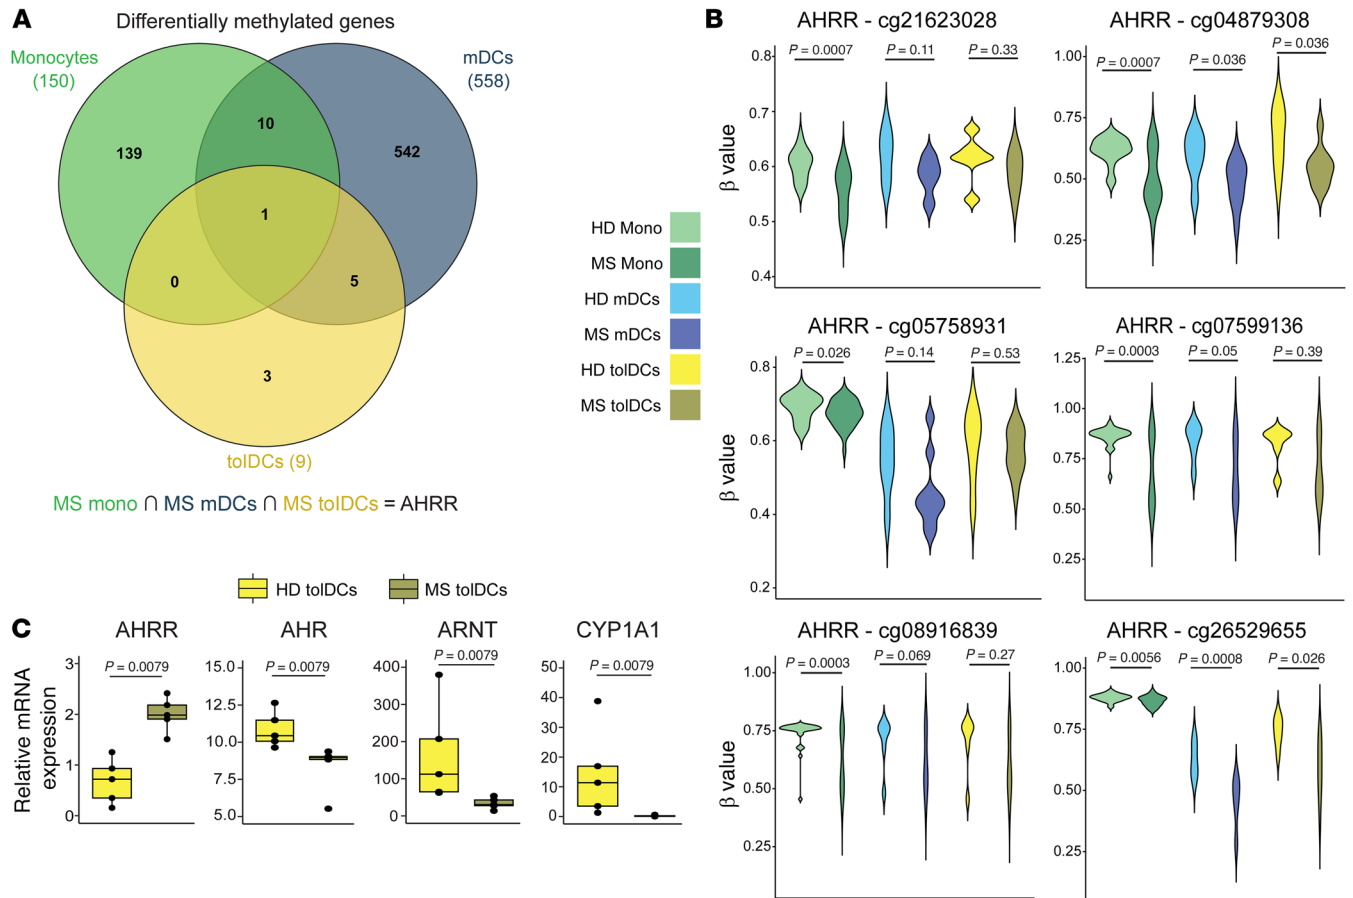 A
Differentially methylated genes
Monocytes
(150)
mDCs
(558)
10
139
542
1
0
5
3
tolDCs (9)
MS mono ∩ MS mDCs ∩ MS tolDCs = AHRR
HD Mono
MS Mono
HD mDCs
MS mDCs
HD tolDCs
MS tolDCs
B
AHRR - cg21623028
P = 0.0007
P = 0.11
P = 0.33
β value
0.8
0.7
0.6
0.5
0.4
AHRR - cg04879308
P = 0.0007
P = 0.036
P = 0.036
1.00
0.75
0.50
0.25
AHRR - cg05758931
P = 0.026
P = 0.14
P = 0.53
β value
0.8
0.6
0.4
0.2
AHRR - cg07599136
P = 0.0003
P = 0.05
P = 0.39
1.25
1.00
0.75
0.50
0.25
AHRR - cg08916839
P = 0.0003
P = 0.069
P = 0.27
β value
1.00
0.75
0.50
0.25
AHRR - cg26529655
P = 0.0056
P = 0.0008
P = 0.026
1.00
0.75
0.50
0.25
HD tolDCs
MS tolDCs
C
Relative mRNA
expression
AHRR
P = 0.0079
3
2
1
0
AHR
P = 0.0079
15.0
12.5
10.0
7.5
5.0
ARNT
P = 0.0079
400
300
200
100
0
CYP1A1
P = 0.0079
50
40
30
20
10
0